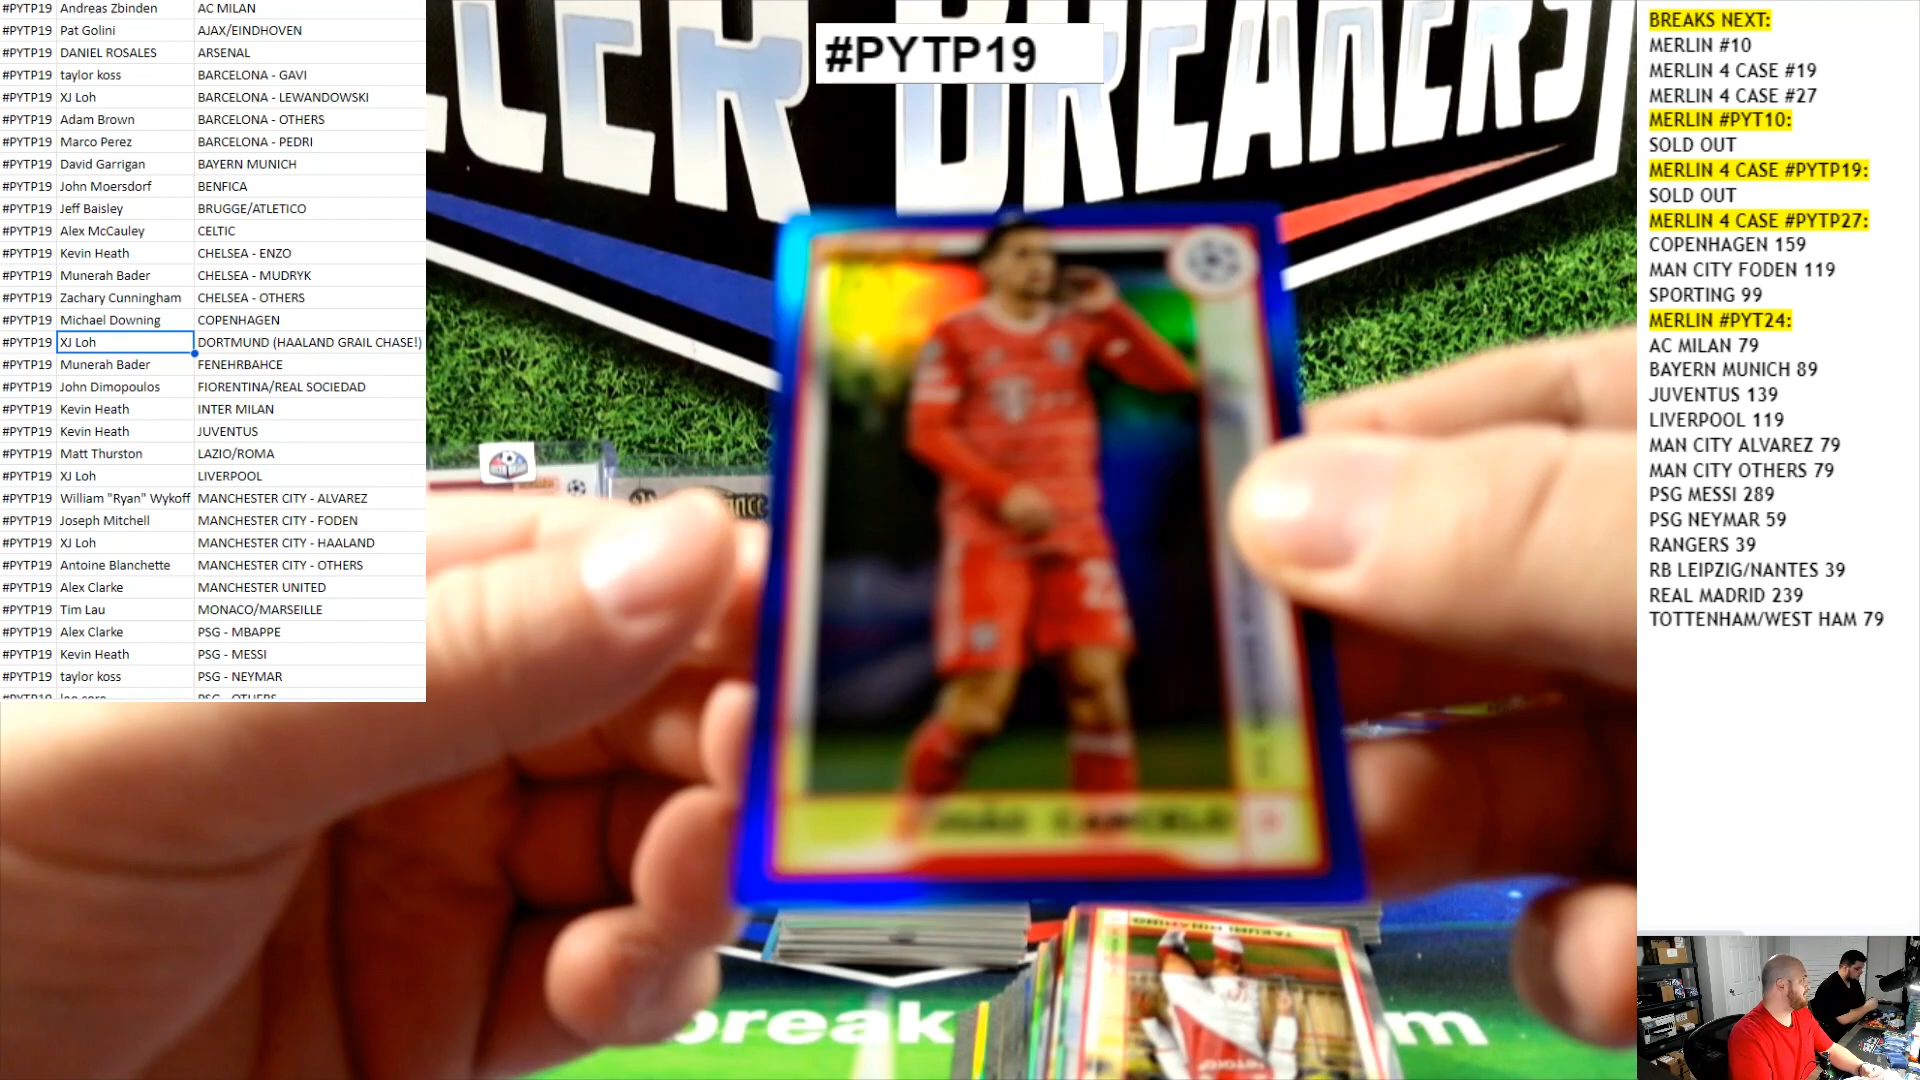 #PYTP19 Andreas Zbinden AC MILAN
#PYTP19 Pat Golini AJAX/EINDHOVEN
#PYTP19 DANIEL ROSALES ARSENAL
#PYTP19 taylor koss BARCELONA - GAVI
#PYTP19 XJ Loh BARCELONA - LEWANDOWSKI
#PYTP19 Adam Brown BARCELONA - OTHERS
#PYTP19 Marco Perez BARCELONA - PEDRI
#PYTP19 David Garrigan BAYERN MUNICH
#PYTP19 John Moersdorf BENFICA
#PYTP19 Jeff Baisley BRUGGE/ATLETICO
#PYTP19 Alex McCauley CELTIC
#PYTP19 Kevin Heath CHELSEA - ENZO
#PYTP19 Munerah Bader CHELSEA - MUDRYK
#PYTP19 Zachary Cunningham CHELSEA - OTHERS
#PYTP19 Michael Downing COPENHAGEN
#PYTP19 XJ Loh DORTMUND (HAALAND GRAIL CHASE!)
#PYTP19 Munerah Bader FENEHRBAHCE
#PYTP19 John Dimopoulos FIORENTINA/REAL SOCIEDAD
#PYTP19 Kevin Heath INTER MILAN
#PYTP19 Kevin Heath JUVENTUS
#PYTP19 Matt Thurston LAZIO/ROMA
#PYTP19 XJ Loh LIVERPOOL
#PYTP19 William "Ryan" Wykoff MANCHESTER CITY - ALVAREZ
#PYTP19 Joseph Mitchell MANCHESTER CITY - FODEN
#PYTP19 XJ Loh MANCHESTER CITY - HAALAND
#PYTP19 Antoine Blanchette MANCHESTER CITY - OTHERS
#PYTP19 Alex Clarke MANCHESTER UNITED
#PYTP19 Tim Lau MONACO/MARSEILLE
#PYTP19 Alex Clarke PSG - MBAPPE
#PYTP19 Kevin Heath PSG - MESSI
#PYTP19 taylor koss PSG - NEYMAR
#PYTP19
BREAKERS
JOÃO CANCELO
TAKUMI MINAMINO
break
BREAKS NEXT:
MERLIN #10
MERLIN 4 CASE #19
MERLIN 4 CASE #27
MERLIN #PYT10:
SOLD OUT
MERLIN 4 CASE #PYTP19:
SOLD OUT
MERLIN 4 CASE #PYTP27:
COPENHAGEN 159
MAN CITY FODEN 119
SPORTING 99
MERLIN #PYT24:
AC MILAN 79
BAYERN MUNICH 89
JUVENTUS 139
LIVERPOOL 119
MAN CITY ALVAREZ 79
MAN CITY OTHERS 79
PSG MESSI 289
PSG NEYMAR 59
RANGERS 39
RB LEIPZIG/NANTES 39
REAL MADRID 239
TOTTENHAM/WEST HAM 79